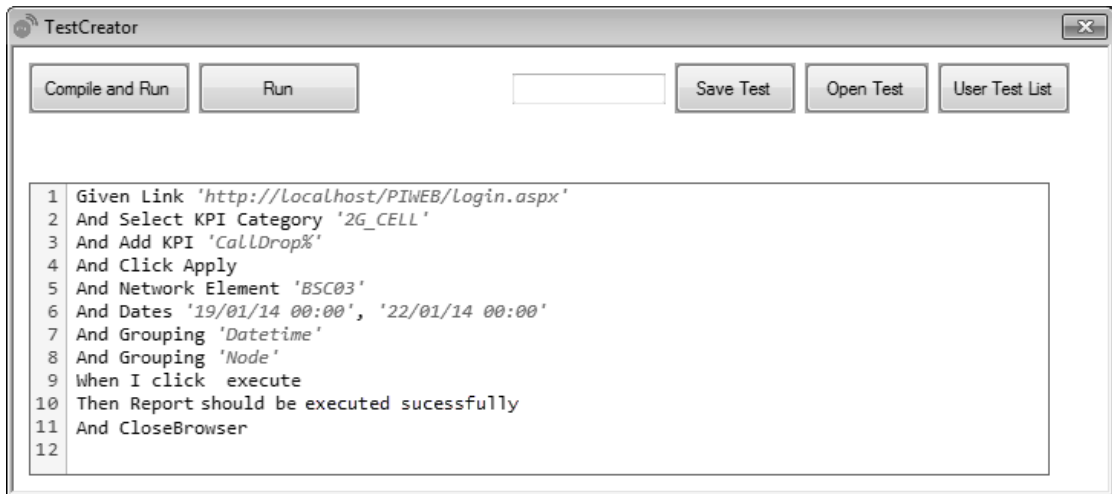 TestCreator
Compile and Run Run Save Test Open Test User Test List
1 Given Link 'http://localhost/PIWEB/login.aspx'
2 And Select KPI Category '2G_CELL'
3 And Add KPI 'CallDrop%'
4 And Click Apply
5 And Network Element 'BSC03'
6 And Dates '19/01/14 00:00', '22/01/14 00:00'
7 And Grouping 'Datetime'
8 And Grouping 'Node'
9 When I click  execute
10 Then Report should be executed sucessfully
11 And CloseBrowser
12